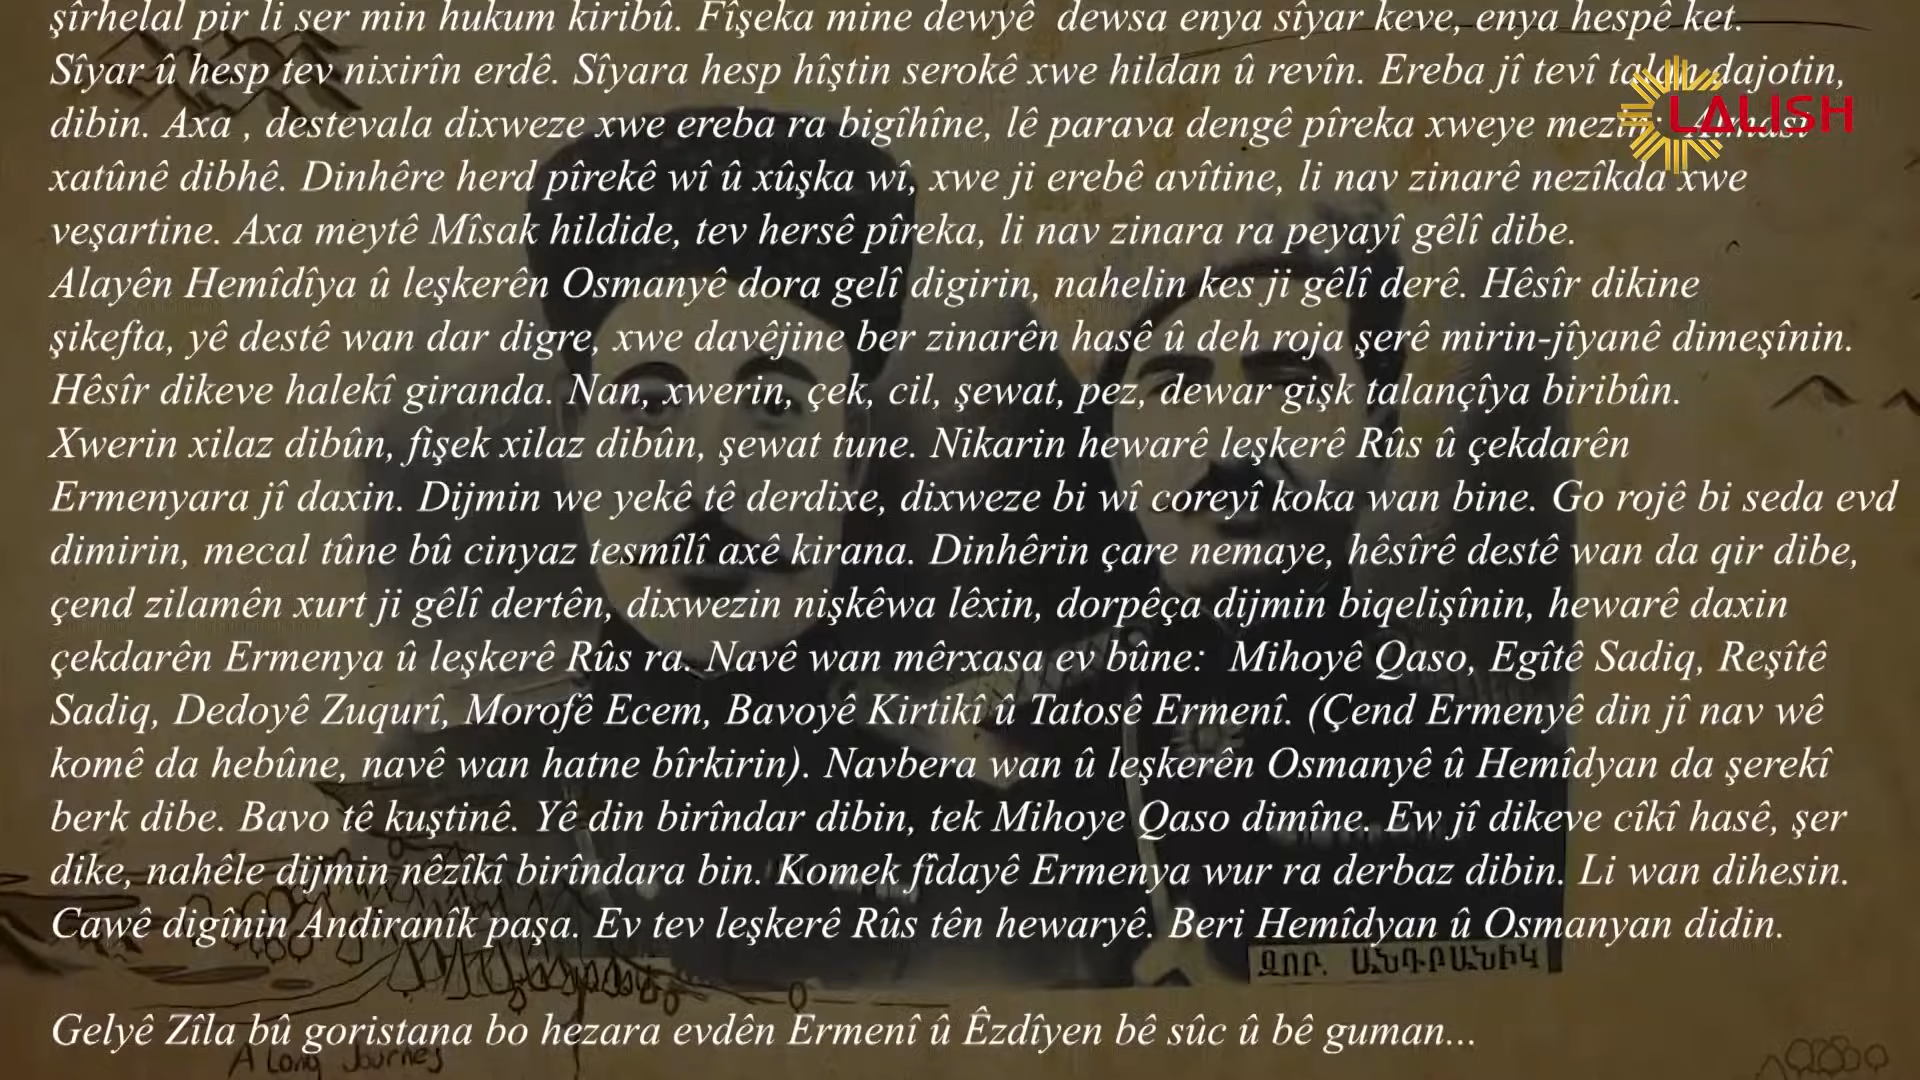 şîrhelal pir li ser min hukum kiribû. Fîşeka mine dewyê dewsa enya sîyar keve, enya hespê ket.
Sîyar û hesp tev nixirîn erdê. Sîyara hesp hîştin serokê xwe hildan û revîn. Ereba jî tevî talan dajotin,
LALISH
dibin. Axa , destevala dixweze xwe ereba ra bigîhîne, lê parava dengê pîreka xweye mezin:
xatûnê dibhê. Dinhêre herd pîrekê wî û xûşka wî, xwe ji erebê avîtine, li nav zinarê nezîkda xwe
veşartine. Axa meytê Mîsak hildide, tev hersê pîreka, li nav zinara ra peyayî gêlî dibe.
Alayên Hemîdîya û leşkerên Osmanyê dora gelî digirin, nahelin kes ji gêlî derê. Hêsîr dikine
şikefta, yê destê wan dar digre, xwe davêjine ber zinarên hasê û deh roja şerê mirin-jîyanê dimeşînin.
Hêsîr dikeve halekî giranda. Nan, xwerin, çek, cil, şewat, pez, dewar gişk talançîya biribûn.
Xwerin xilaz dibûn, fişek xilaz dibûn, şewat tune. Nikarin hewarê leşkerê Rûs û çekdarên
Ermenyara jî daxin. Dijmin we yekê tê derdixe, dixweze bi wî coreyî koka wan bine. Go rojê bi seda evd
dimirin, mecal tûne bû cinyaz tesmîlî axê kirana. Dinhêrin çare nemaye, hêsîrê destê wan da qir dibe,
çend zilamên xurt ji gêlî dertên, dixwezin nişkêwa lêxin, dorpêça dijmin biqelişînin, hewarê daxin
çekdarên Ermenya û leşkerê Rûs ra. Navê wan mêrxasa ev bûne: Mihoyê Qaso, Egîtê Sadiq, Reşîtê
Sadiq, Dedoyê Zuqurî, Morofê Ecem, Bavoyê Kirtikî û Tatosê Ermenî. (Çend Ermenyê din jî nav wê
komê da hebûne, navê wan hatne bîrkirin). Navbera wan û leşkerên Osmanyê û Hemîdyan da şerekî
berk dibe. Bavo tê kuştinê. Yê din birîndar dibin, tek Mihoye Qaso dimîne. Ew jî dikeve cîkî hasê, şer
dike, nahêle dijmin nêzîkî birîndara bin. Komek fîdayê Ermenya wur ra derbaz dibin. Li wan dihesin.
Cawê digînin Andiranîk paşa. Ev tev leşkerê Rûs tên hewaryê. Beri Hemîdyan û Osmanyan didin.
ԶՈՐ. ԱՆԴՐԱՆԻԿ
Gelyê Zîla bû goristana bo hezara evdên Ermenî û Êzdîyen bê sûc û bê guman...
A Long Journey